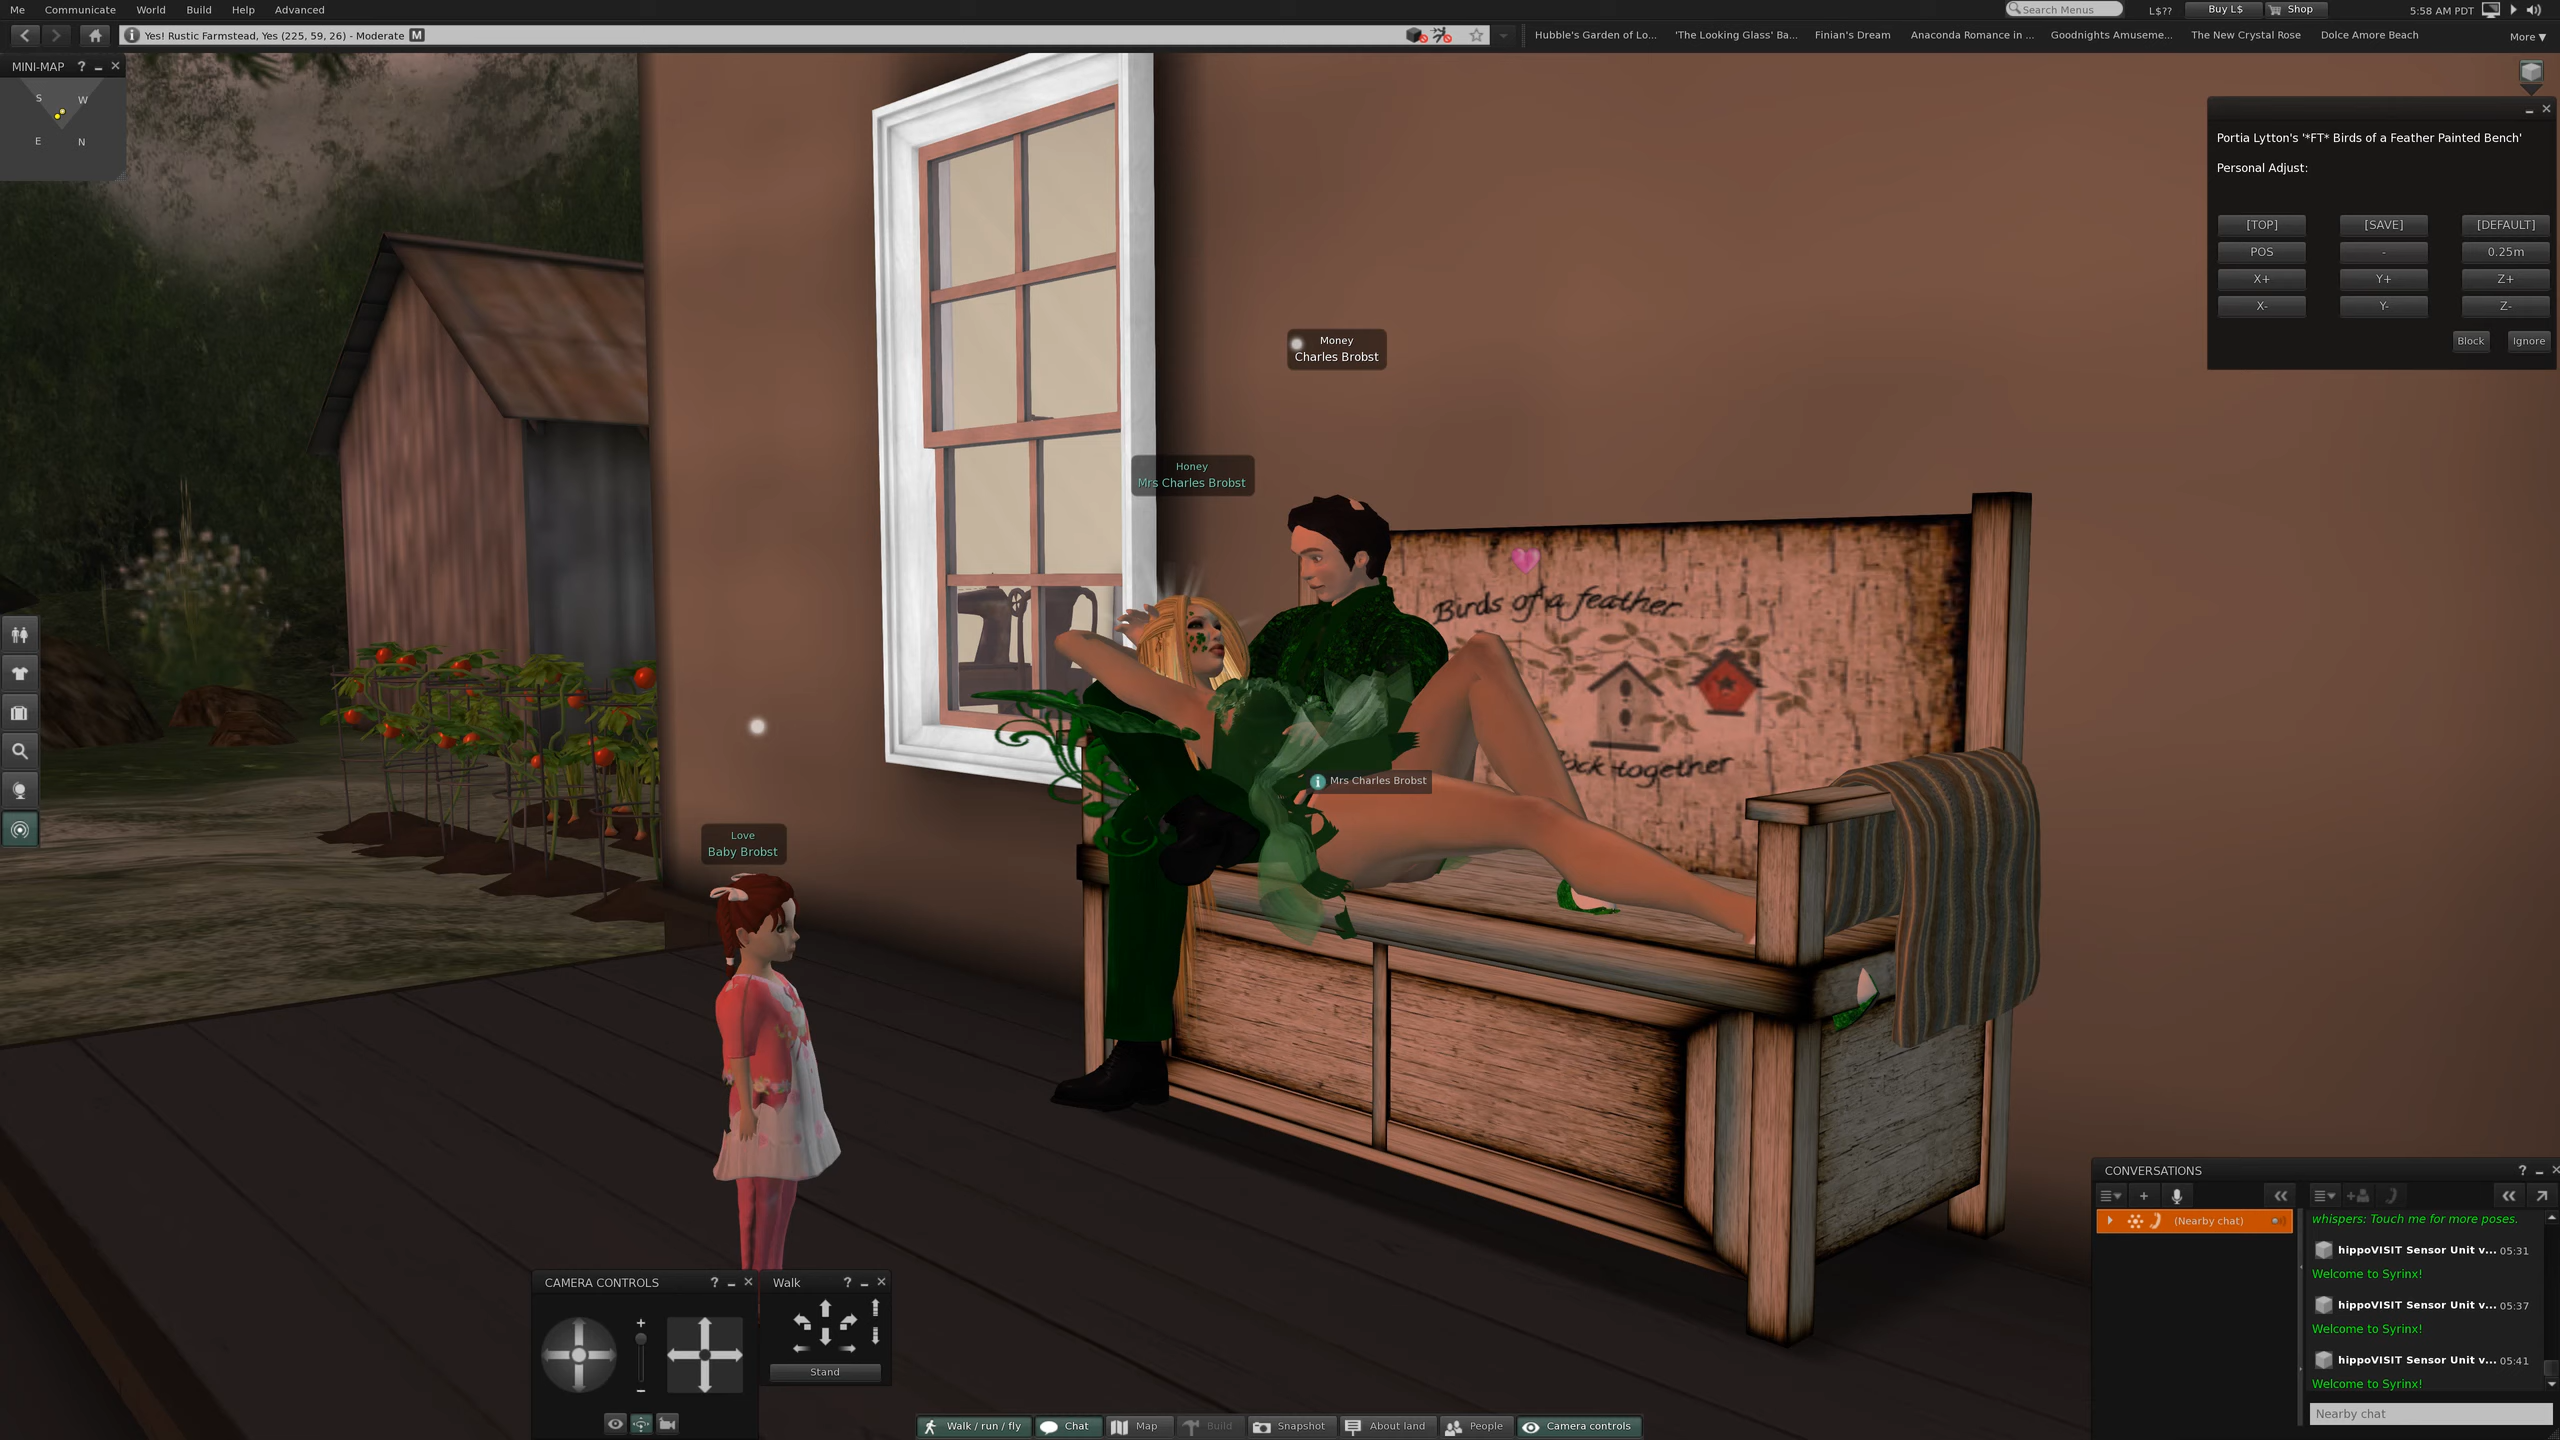 Me Communicate World Build Help Advanced
Search Menus L$?? Buy L$ Shop 5:58 AM PDT
Yes! Rustic Farmstead, Yes (225, 59, 26) - Moderate M
Hubble's Garden of Lo... 'The Looking Glass' Ba... Finian's Dream Anaconda Romance in ... Goodnights Amuseme... The New Crystal Rose Dolce Amore Beach More
MINI-MAP ?
S W
E N
Portia Lytton's '*FT* Birds of a Feather Painted Bench'
Personal Adjust:
[TOP] [SAVE] [DEFAULT]
POS - 0.25m
X+ Y+ Z+
X- Y- Z-
Block Ignore
Money
Charles Brobst
Honey
Mrs Charles Brobst
Birds of a feather
flock together
Mrs Charles Brobst
Love
Baby Brobst
CAMERA CONTROLS ?
Walk ?
Stand
CONVERSATIONS ?
(Nearby chat)
whispers: Touch me for more poses.
hippoVISIT Sensor Unit v... 05:31
Welcome to Syrinx!
hippoVISIT Sensor Unit v... 05:37
Welcome to Syrinx!
hippoVISIT Sensor Unit v... 05:41
Welcome to Syrinx!
Nearby chat
Walk / run / fly Chat Map Build Snapshot About land People Camera controls